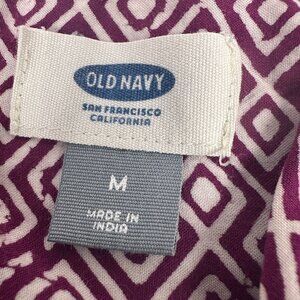 OLD NAVY
SAN FRANCISCO
CALIFORNIA
M
MADE IN
INDIA